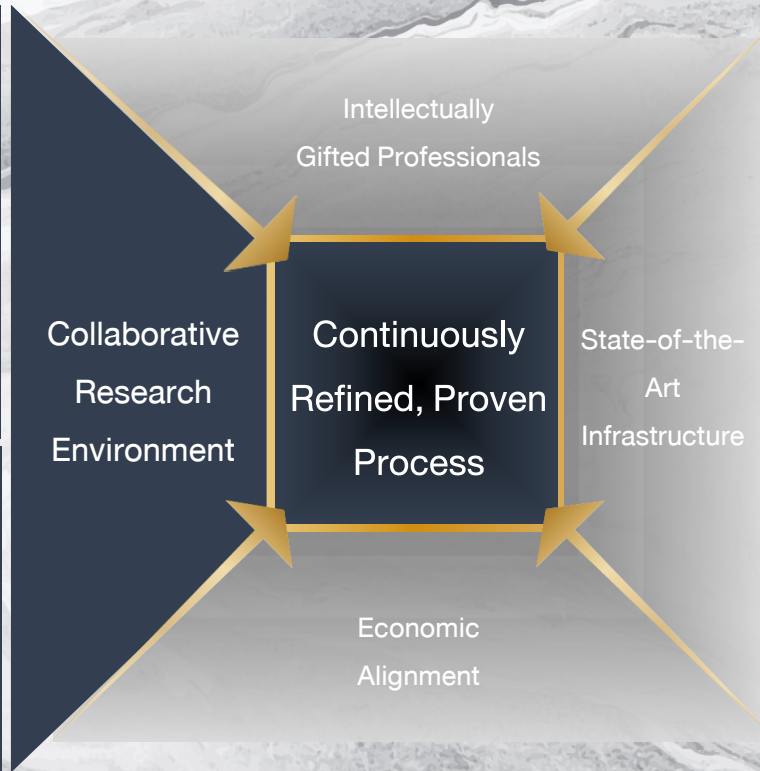 Intellectually
Gifted Professionals
Collaborative
Research
Environment
Continuously
Refined, Proven
Process
State-of-the-
Art
Infrastructure
Economic
Alignment